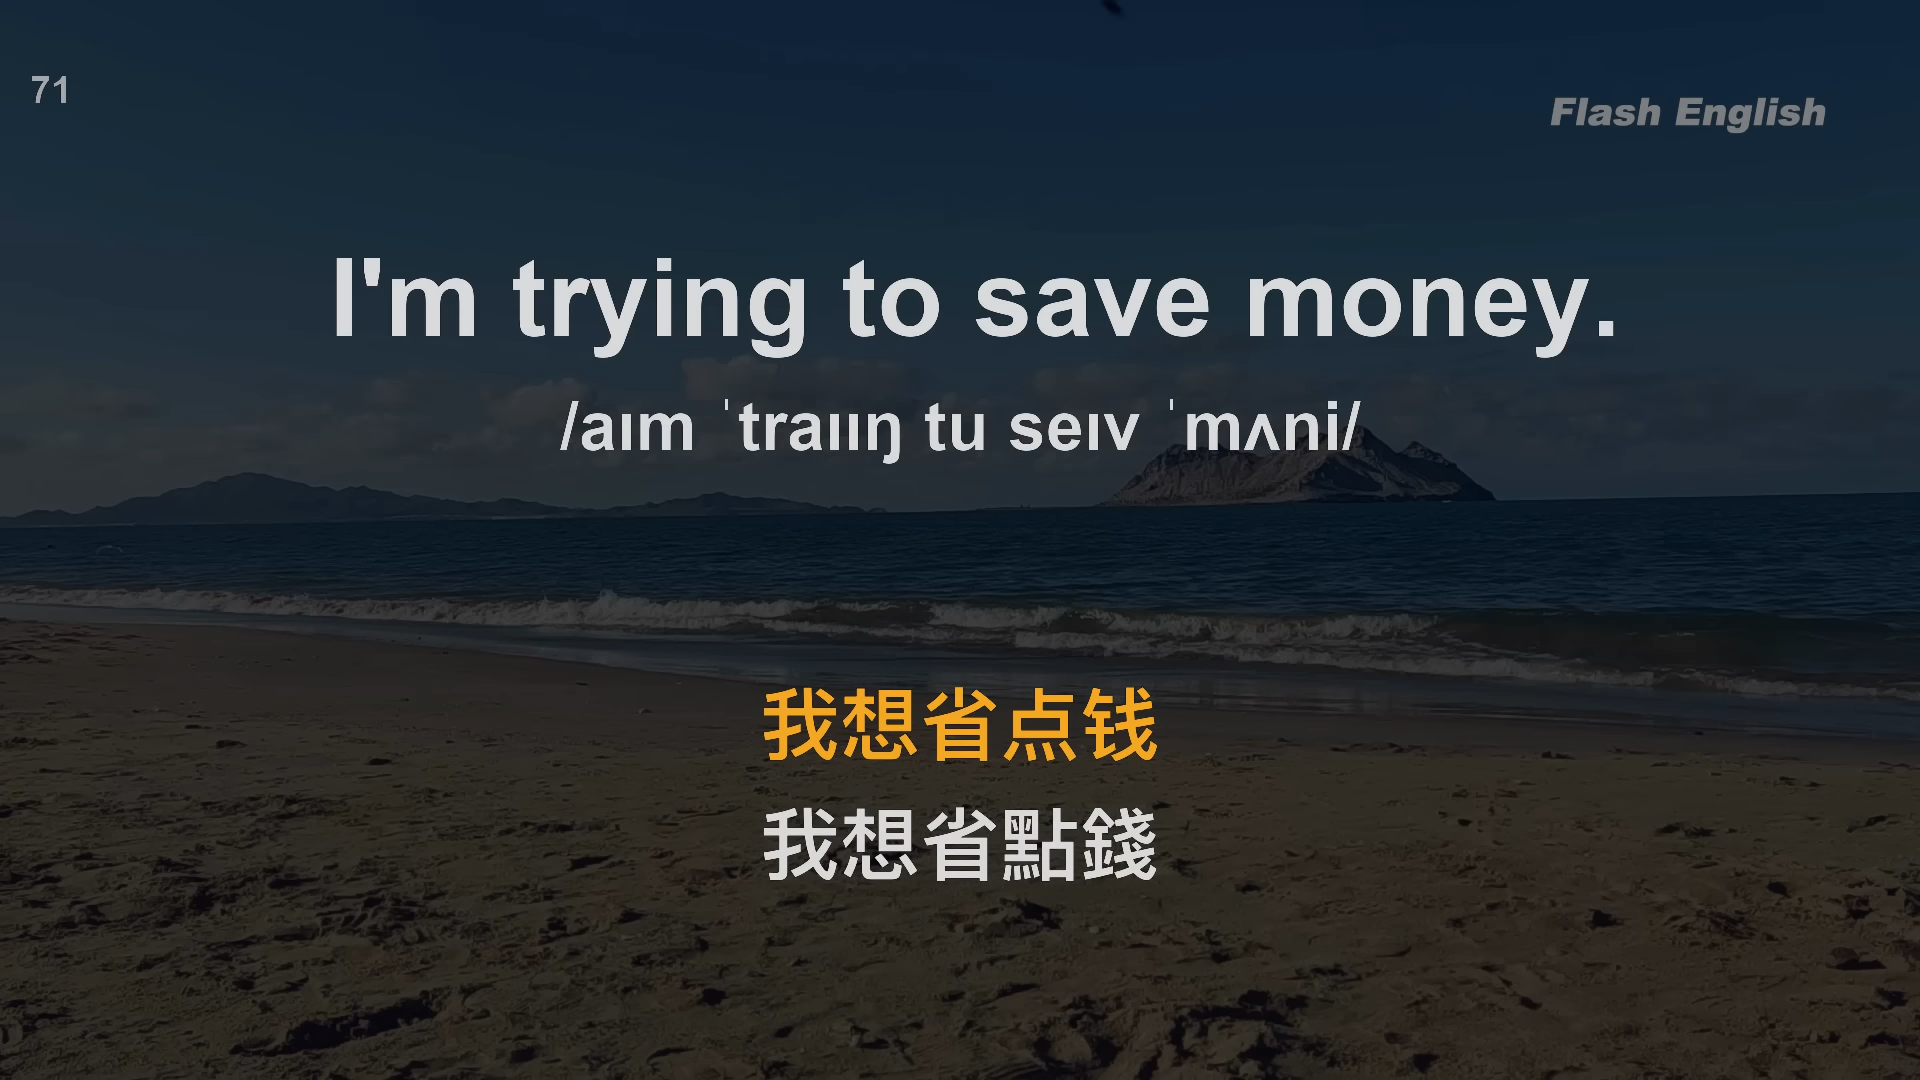 71
Flash English
I'm trying to save money.
/aɪm ˈtraɪɪŋ tu seɪv ˈmʌni/
我想省点钱
我想省點錢